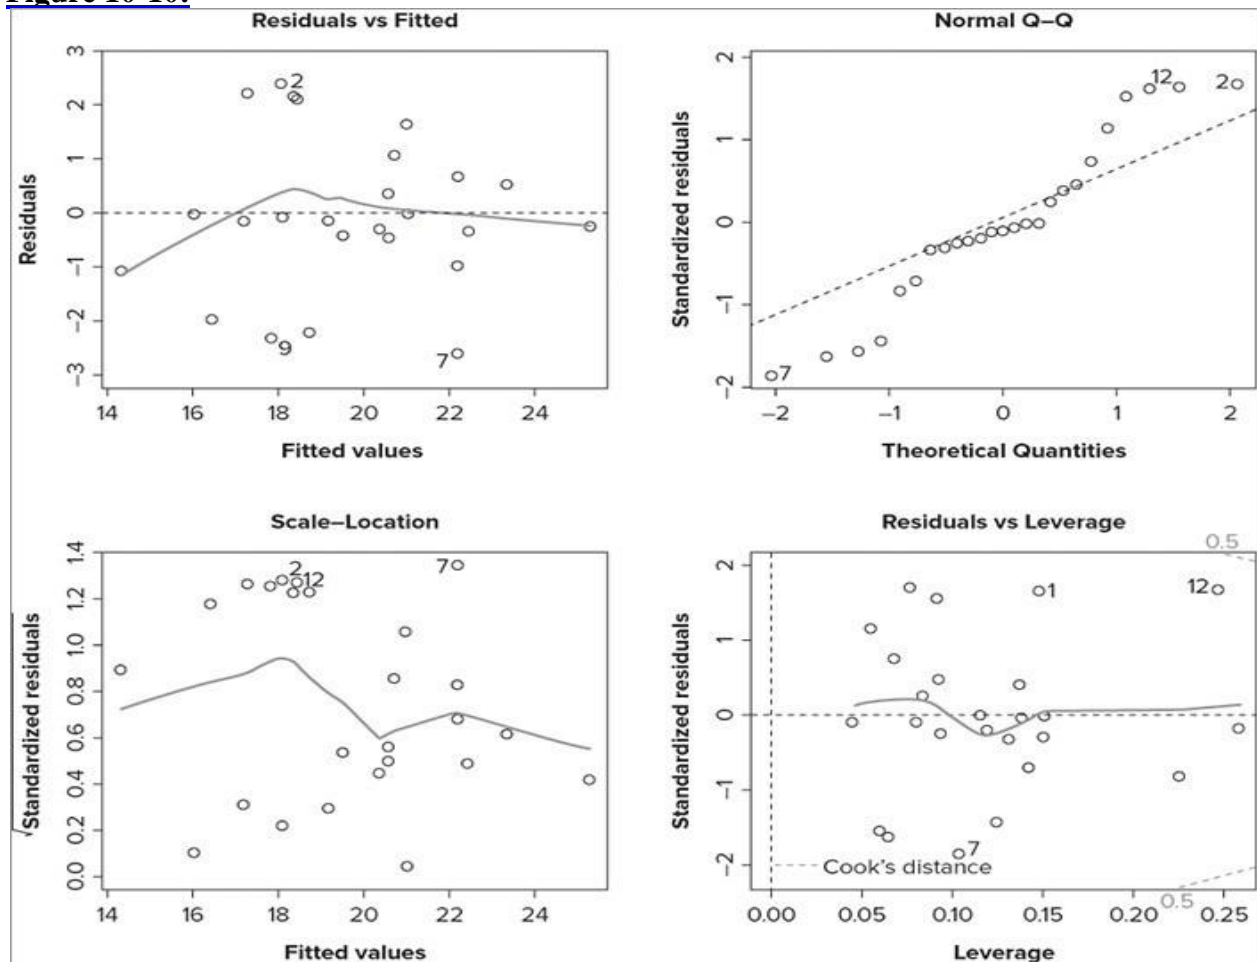 Figure 10-10:
Residuals vs Fitted
Residuals
3
2
1
0
−1
−2
−3
2
9
7
14 16 18 20 22 24
Fitted values
Normal Q–Q
Standardized residuals
2
1
0
−1
−2
12
2
7
−2 −1 0 1 2
Theoretical Quantities
Scale–Location
√Standardized residuals
1.4
1.2
1.0
0.8
0.6
0.4
0.2
0.0
2
12
7
14 16 18 20 22 24
Fitted values
Residuals vs Leverage
Standardized residuals
2
1
0
−1
−2
0.5
1
12
7
Cook's distance
0.5
0.00 0.05 0.10 0.15 0.20 0.25
Leverage